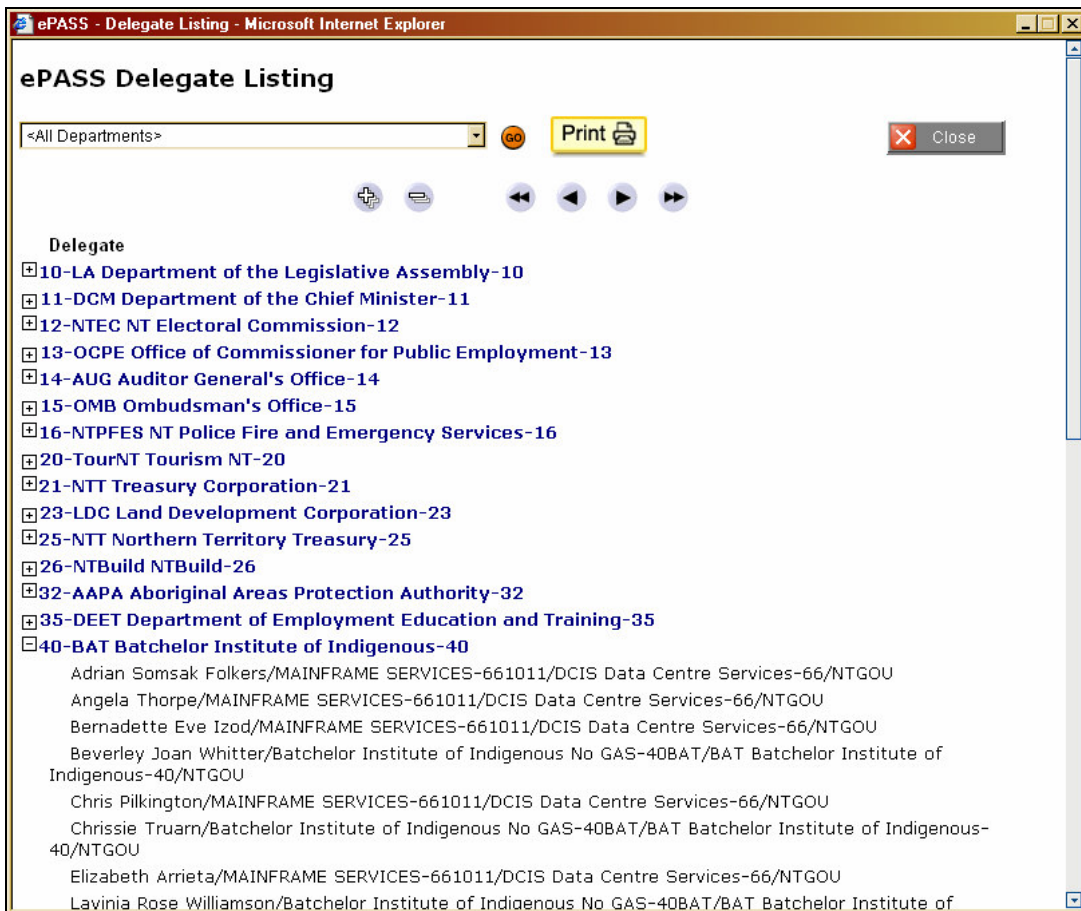 ePASS - Delegate Listing - Microsoft Internet Explorer
ePASS Delegate Listing
<All Departments>
GO
Print
Close
Delegate
10-LA Department of the Legislative Assembly-10
11-DCM Department of the Chief Minister-11
12-NTEC NT Electoral Commission-12
13-OCPE Office of Commissioner for Public Employment-13
14-AUG Auditor General's Office-14
15-OMB Ombudsman's Office-15
16-NTPFES NT Police Fire and Emergency Services-16
20-TourNT Tourism NT-20
21-NTT Treasury Corporation-21
23-LDC Land Development Corporation-23
25-NTT Northern Territory Treasury-25
26-NTBuild NTBuild-26
32-AAPA Aboriginal Areas Protection Authority-32
35-DEET Department of Employment Education and Training-35
40-BAT Batchelor Institute of Indigenous-40
Adrian Somsak Folkers/MAINFRAME SERVICES-661011/DCIS Data Centre Services-66/NTGOU
Angela Thorpe/MAINFRAME SERVICES-661011/DCIS Data Centre Services-66/NTGOU
Bernadette Eve Izod/MAINFRAME SERVICES-661011/DCIS Data Centre Services-66/NTGOU
Beverley Joan Whitter/Batchelor Institute of Indigenous No GAS-40BAT/BAT Batchelor Institute of
Indigenous-40/NTGOU
Chris Pilkington/MAINFRAME SERVICES-661011/DCIS Data Centre Services-66/NTGOU
Chrissie Truarn/Batchelor Institute of Indigenous No GAS-40BAT/BAT Batchelor Institute of Indigenous-
40/NTGOU
Elizabeth Arrieta/MAINFRAME SERVICES-661011/DCIS Data Centre Services-66/NTGOU
Lavinia Rose Williamson/Batchelor Institute of Indigenous No GAS-40BAT/BAT Batchelor Institute of